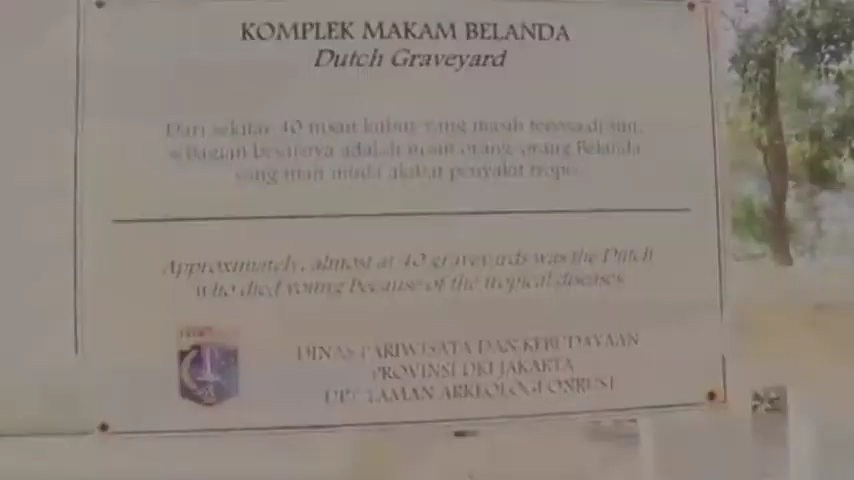 KOMPLEK MAKAM BELANDA
Dutch Graveyard
Dari sekitar 40 nisan kubur yang masih tersisa di sini,
sebagian besarnya adalah nisan orang-orang Belanda
yang mati muda akibat penyakit tropis.
Approximately, almost at 40 graveyards was the Dutch
who died young because of the tropical diseases
DINAS PARIWISATA DAN KEBUDAYAAN
PROVINSI DKI JAKARTA
UPT TAMAN ARKEOLOGI ONRUST